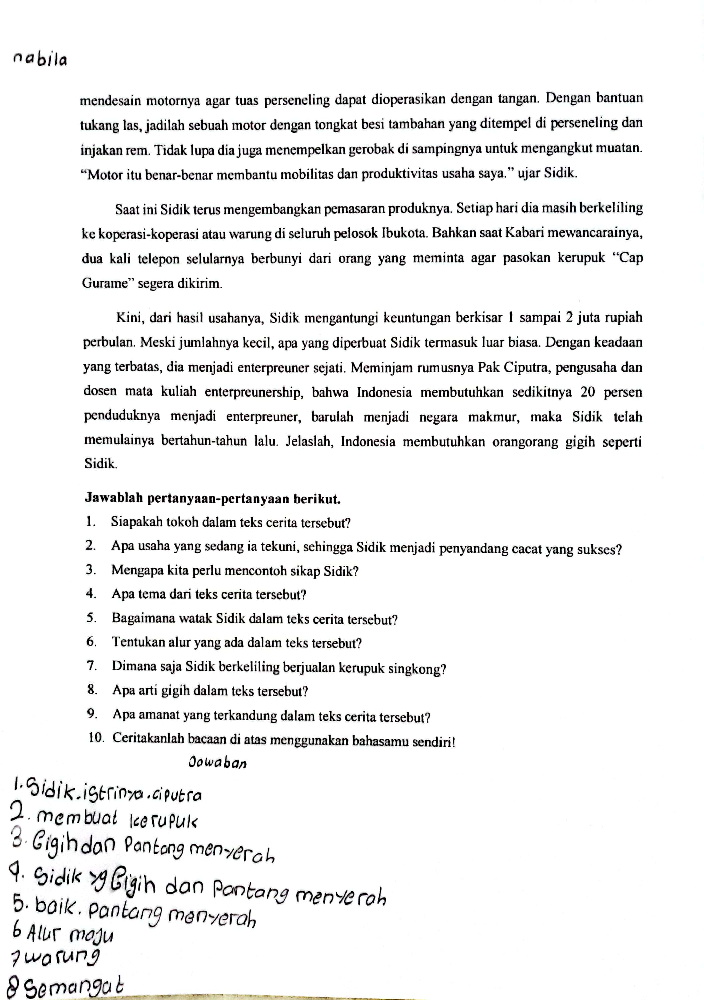 nabila
mendesain motornya agar tuas perseneling dapat dioperasikan dengan tangan. Dengan bantuan
tukang las, jadilah sebuah motor dengan tongkat besi tambahan yang ditempel di perseneling dan
injakan rem. Tidak lupa dia juga menempelkan gerobak di sampingnya untuk mengangkut muatan.
“Motor itu benar-benar membantu mobilitas dan produktivitas usaha saya.” ujar Sidik.
Saat ini Sidik terus mengembangkan pemasaran produknya. Setiap hari dia masih berkeliling
ke koperasi-koperasi atau warung di seluruh pelosok Ibukota. Bahkan saat Kabari mewancarainya,
dua kali telepon selularnya berbunyi dari orang yang meminta agar pasokan kerupuk “Cap
Gurame” segera dikirim.
Kini, dari hasil usahanya, Sidik mengantungi keuntungan berkisar 1 sampai 2 juta rupiah
perbulan. Meski jumlahnya kecil, apa yang diperbuat Sidik termasuk luar biasa. Dengan keadaan
yang terbatas, dia menjadi enterpreuner sejati. Meminjam rumusnya Pak Ciputra, pengusaha dan
dosen mata kuliah enterpreunership, bahwa Indonesia membutuhkan sedikitnya 20 persen
penduduknya menjadi enterpreuner, barulah menjadi negara makmur, maka Sidik telah
memulainya bertahun-tahun lalu. Jelaslah, Indonesia membutuhkan orangorang gigih seperti
Sidik.
Jawablah pertanyaan-pertanyaan berikut.
1. Siapakah tokoh dalam teks cerita tersebut?
2. Apa usaha yang sedang ia tekuni, sehingga Sidik menjadi penyandang cacat yang sukses?
3. Mengapa kita perlu mencontoh sikap Sidik?
4. Apa tema dari teks cerita tersebut?
5. Bagaimana watak Sidik dalam teks cerita tersebut?
6. Tentukan alur yang ada dalam teks tersebut?
7. Dimana saja Sidik berkeliling berjualan kerupuk singkong?
8. Apa arti gigih dalam teks tersebut?
9. Apa amanat yang terkandung dalam teks cerita tersebut?
10. Ceritakanlah bacaan di atas menggunakan bahasamu sendiri!
Jowaban
1. Sidik.istrinya.ciputra
2. membuat kerupuk
3. Gigih dan Pantang menyerah
4. Sidik yg Gigih dan Pantang menyerah
5. baik. pantang menyerah
6 Alur maju
7 warung
8 Semangat